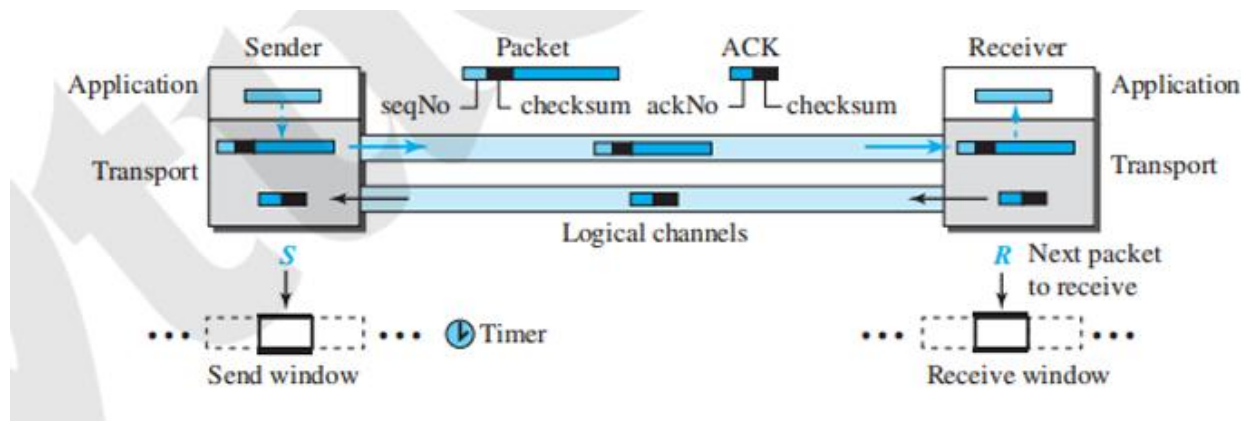 Sender Packet ACK Receiver
Application Application
seqNo checksum ackNo checksum
Transport Transport
Logical channels
S R Next packet
to receive
Timer
Send window Receive window